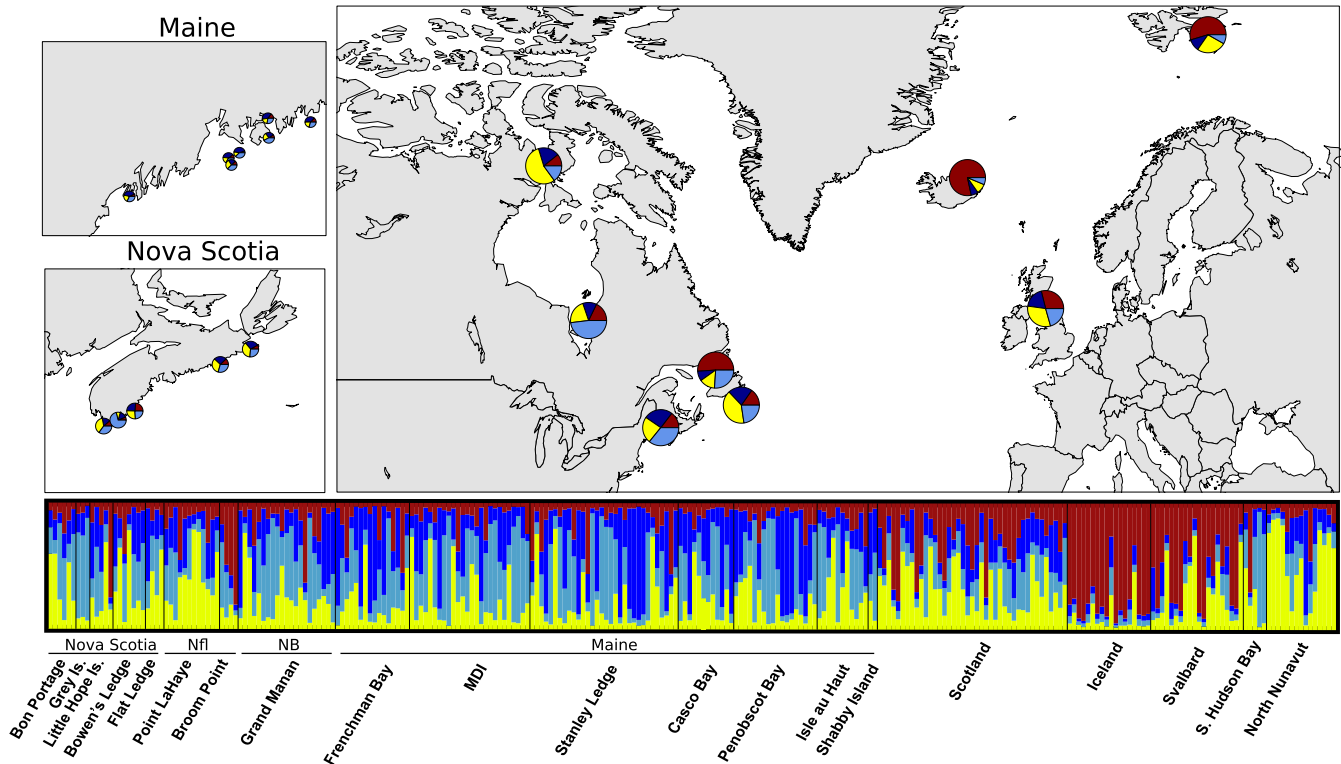 Maine
Nova Scotia
Nova Scotia
Nfl
NB
Maine
Bon Portage
Grey Is.
Little Hope Is.
Bowen's Ledge
Flat Ledge
Point LaHaye
Broom Point
Grand Manan
Frenchman Bay
MDI
Stanley Ledge
Casco Bay
Penobscot Bay
Isle au Haut
Shabby Island
Scotland
Iceland
Svalbard
S. Hudson Bay
North Nunavut